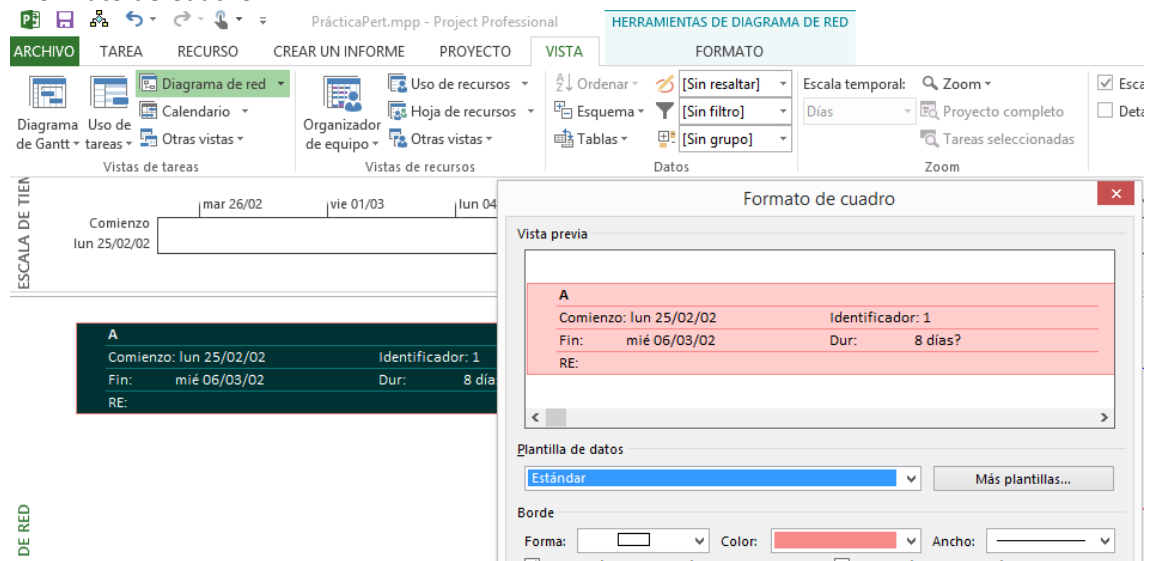 PrácticaPert.mpp - Project Professional
HERRAMIENTAS DE DIAGRAMA DE RED
ARCHIVO TAREA RECURSO CREAR UN INFORME PROYECTO VISTA FORMATO
Diagrama de Gantt
Uso de tareas
Diagrama de red
Calendario
Otras vistas
Vistas de tareas
Organizador de equipo
Uso de recursos
Hoja de recursos
Otras vistas
Vistas de recursos
Ordenar
Esquema
Tablas
[Sin resaltar]
[Sin filtro]
[Sin grupo]
Datos
Escala temporal:
Días
Zoom
Proyecto completo
Tareas seleccionadas
Zoom
Esca
Deta
ESCALA DE TIEN
mar 26/02 vie 01/03 lun 04
Comienzo
lun 25/02/02
A
Comienzo: lun 25/02/02 Identificador: 1
Fin: mié 06/03/02 Dur: 8 día
RE:
DE RED
Formato de cuadro
Vista previa
A
Comienzo: lun 25/02/02 Identificador: 1
Fin: mié 06/03/02 Dur: 8 días?
RE:
Plantilla de datos
Estándar
Más plantillas...
Borde
Forma: Color: Ancho: